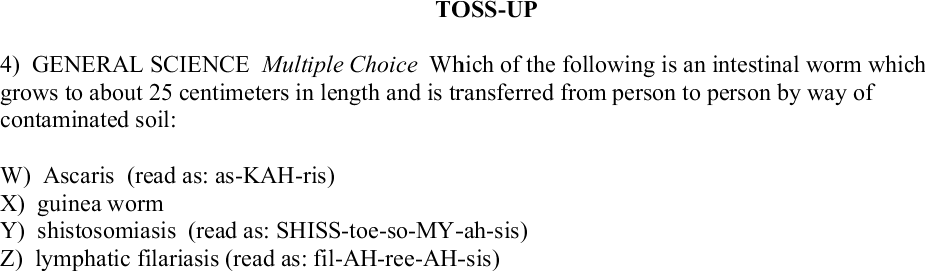 TOSS-UP
4) GENERAL SCIENCE Multiple Choice Which of the following is an intestinal worm which
grows to about 25 centimeters in length and is transferred from person to person by way of
contaminated soil:
W) Ascaris (read as: as-KAH-ris)
X) guinea worm
Y) shistosomiasis (read as: SHISS-toe-so-MY-ah-sis)
Z) lymphatic filariasis (read as: fil-AH-ree-AH-sis)